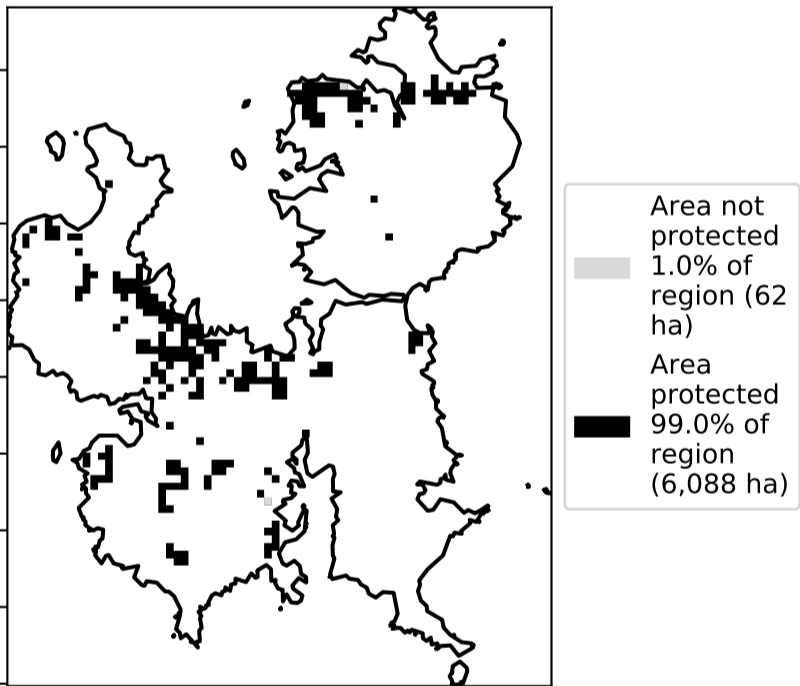 Area not
protected
1.0% of
region (62
ha)
Area
protected
99.0% of
region
(6,088 ha)